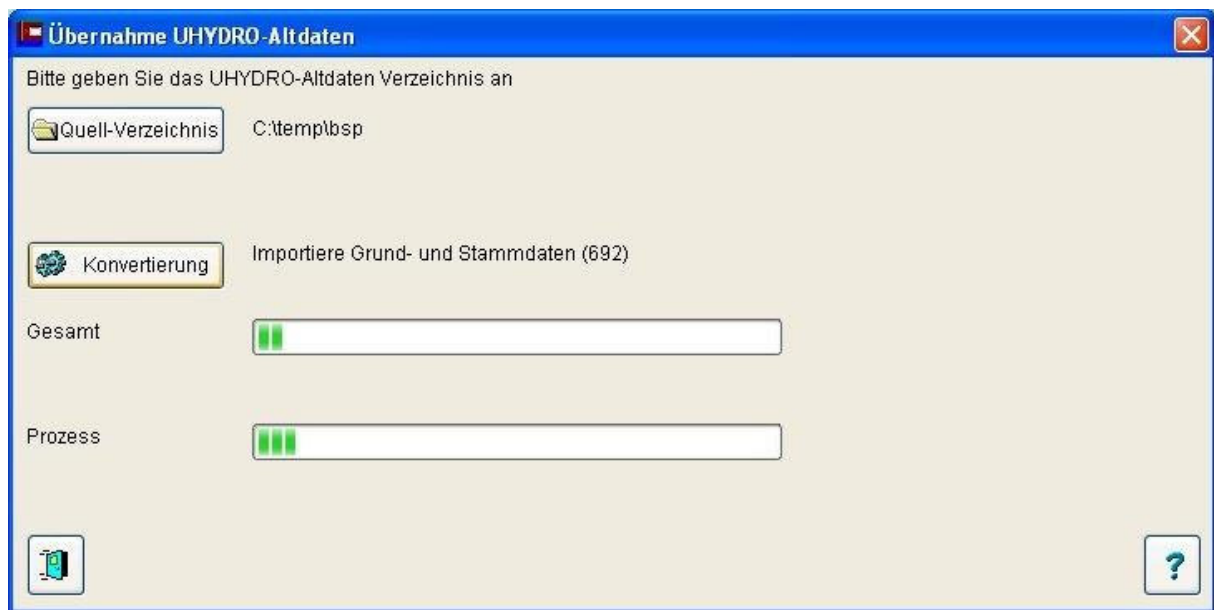 Übernahme UHYDRO-Altdaten
Bitte geben Sie das UHYDRO-Altdaten Verzeichnis an
Quell-Verzeichnis C:\temp\bsp
Konvertierung Importiere Grund- und Stammdaten (692)
Gesamt
Prozess
?